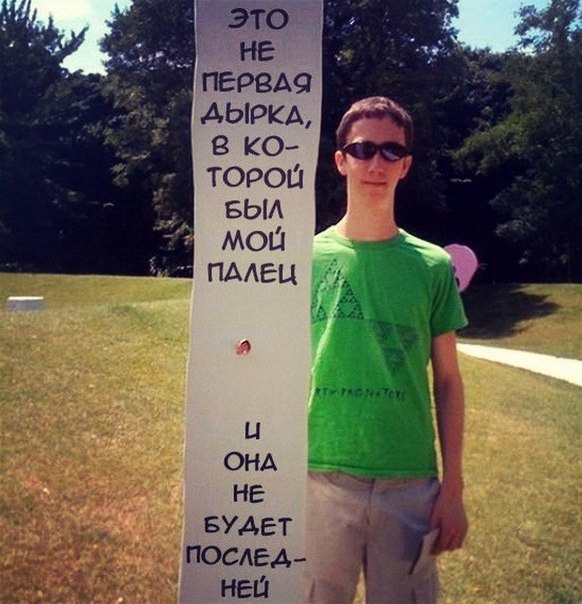 ЭТО
НЕ
ПЕРВАЯ
ДЫРКА,
В КО-
ТОРОЙ
БЫЛ
МОЙ
ПАЛЕЦ
И
ОНА
НЕ
БУДЕТ
ПОСЛЕД-
НЕЙ